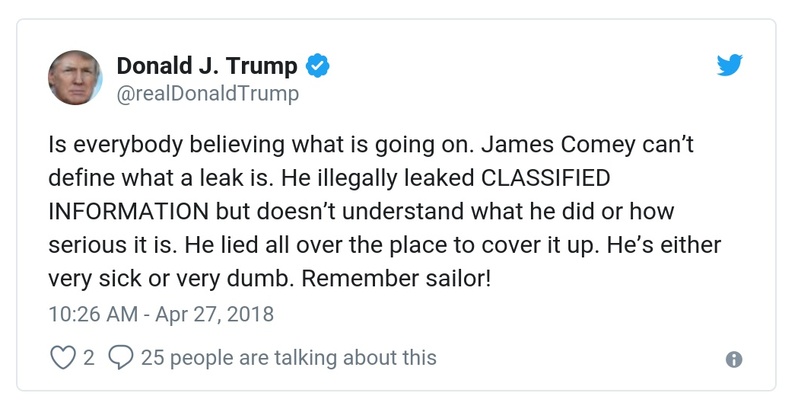 Donald J. Trump
@realDonaldTrump
Is everybody believing what is going on. James Comey can’t
define what a leak is. He illegally leaked CLASSIFIED
INFORMATION but doesn’t understand what he did or how
serious it is. He lied all over the place to cover it up. He’s either
very sick or very dumb. Remember sailor!
10:26 AM - Apr 27, 2018
2 25 people are talking about this